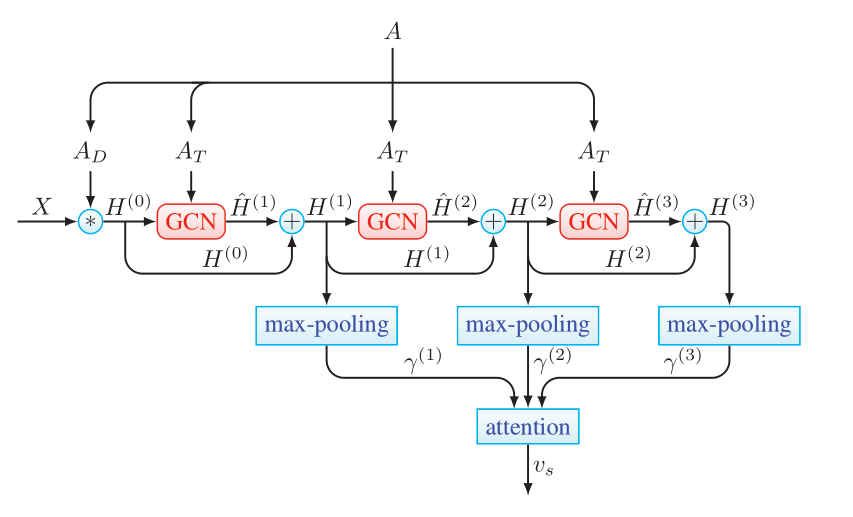 A
A_D A_T A_T A_T
X * H^{(0)} GCN Ĥ^{(1)} + H^{(1)} GCN Ĥ^{(2)} + H^{(2)} GCN Ĥ^{(3)} + H^{(3)}
H^{(0)} H^{(1)} H^{(2)}
max-pooling max-pooling max-pooling
γ^{(1)} γ^{(2)} γ^{(3)}
attention
v_s